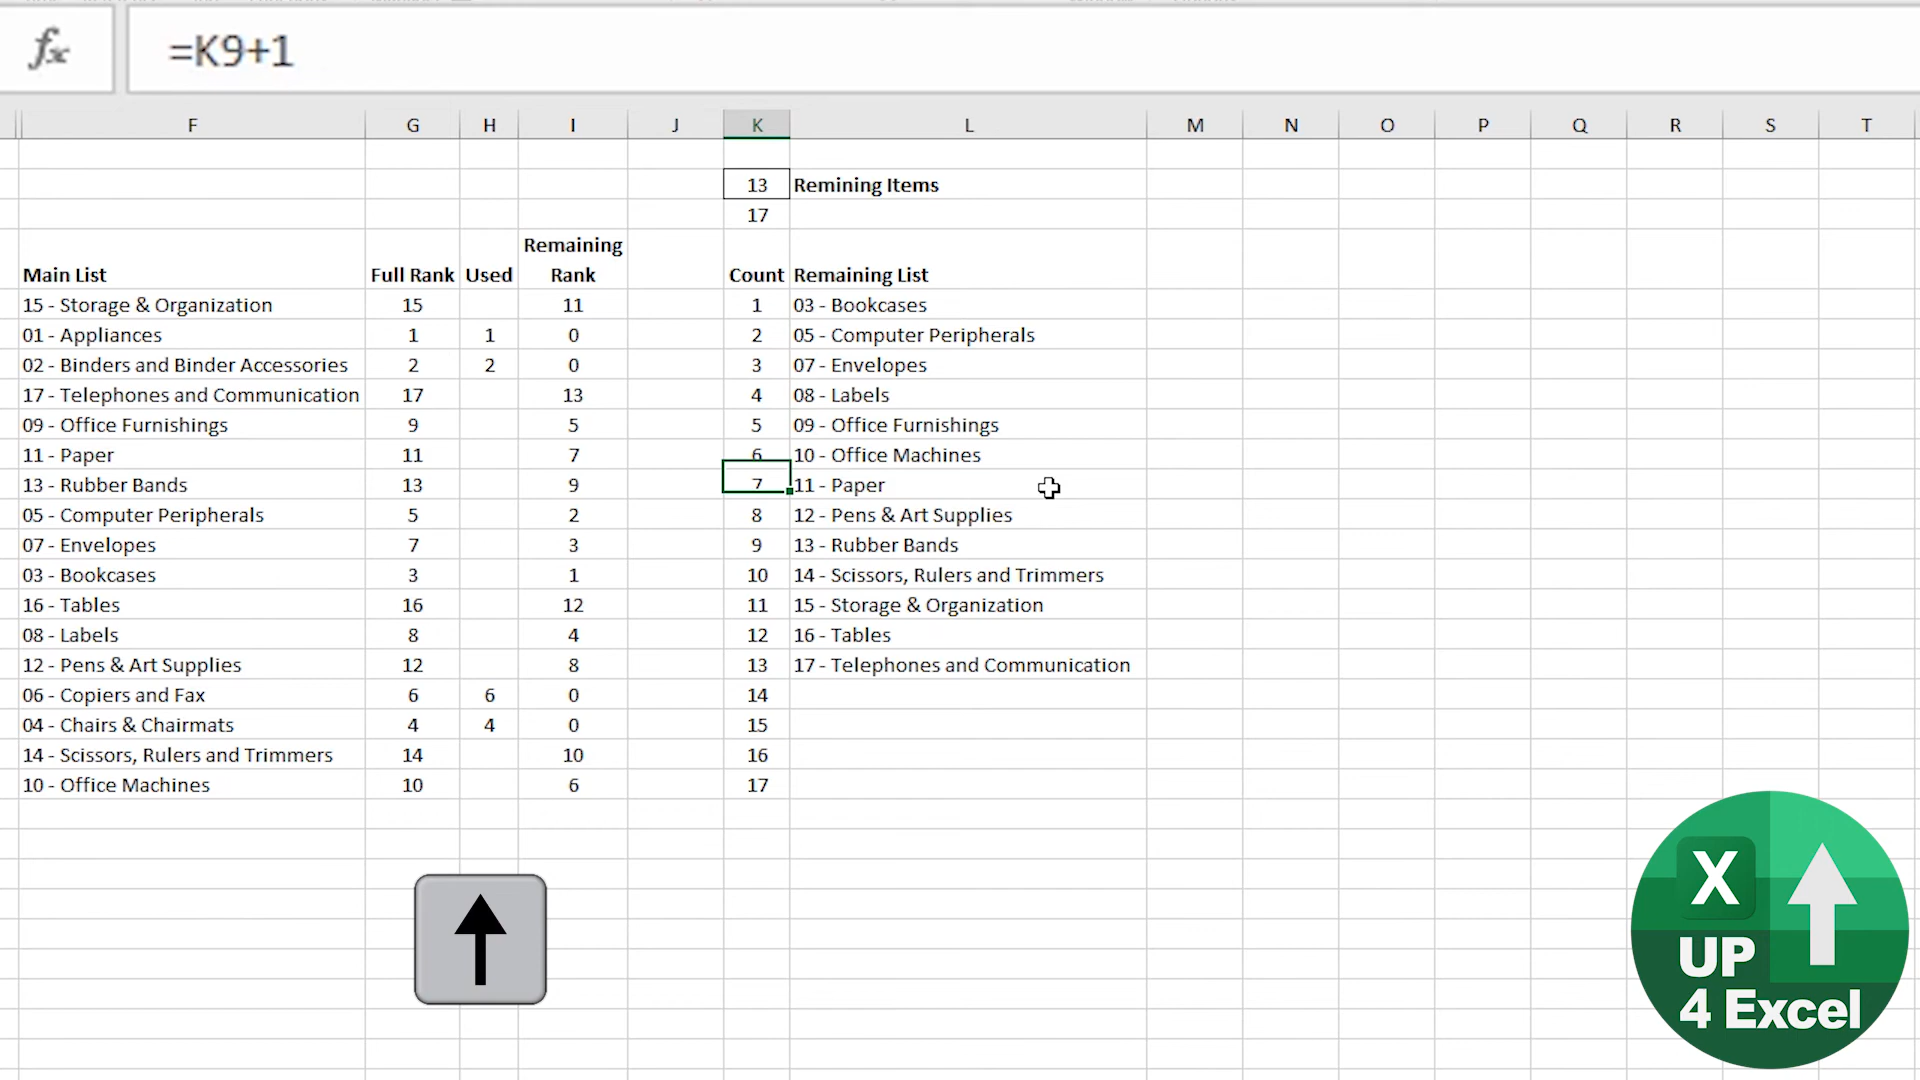 fx =K9+1
F G H I J K L M N O P Q R S T
13 Remining Items
17
Remaining
Main List Full Rank Used Rank Count Remaining List
15 - Storage & Organization 15 11 1 03 - Bookcases
01 - Appliances 1 1 0 2 05 - Computer Peripherals
02 - Binders and Binder Accessories 2 2 0 3 07 - Envelopes
17 - Telephones and Communication 17 13 4 08 - Labels
09 - Office Furnishings 9 5 5 09 - Office Furnishings
11 - Paper 11 7 6 10 - Office Machines
13 - Rubber Bands 13 9 7 11 - Paper
05 - Computer Peripherals 5 2 8 12 - Pens & Art Supplies
07 - Envelopes 7 3 9 13 - Rubber Bands
03 - Bookcases 3 1 10 14 - Scissors, Rulers and Trimmers
16 - Tables 16 12 11 15 - Storage & Organization
08 - Labels 8 4 12 16 - Tables
12 - Pens & Art Supplies 12 8 13 17 - Telephones and Communication
06 - Copiers and Fax 6 6 0 14
04 - Chairs & Chairmats 4 4 0 15
14 - Scissors, Rulers and Trimmers 14 10 16
10 - Office Machines 10 6 17
X
UP
4 Excel